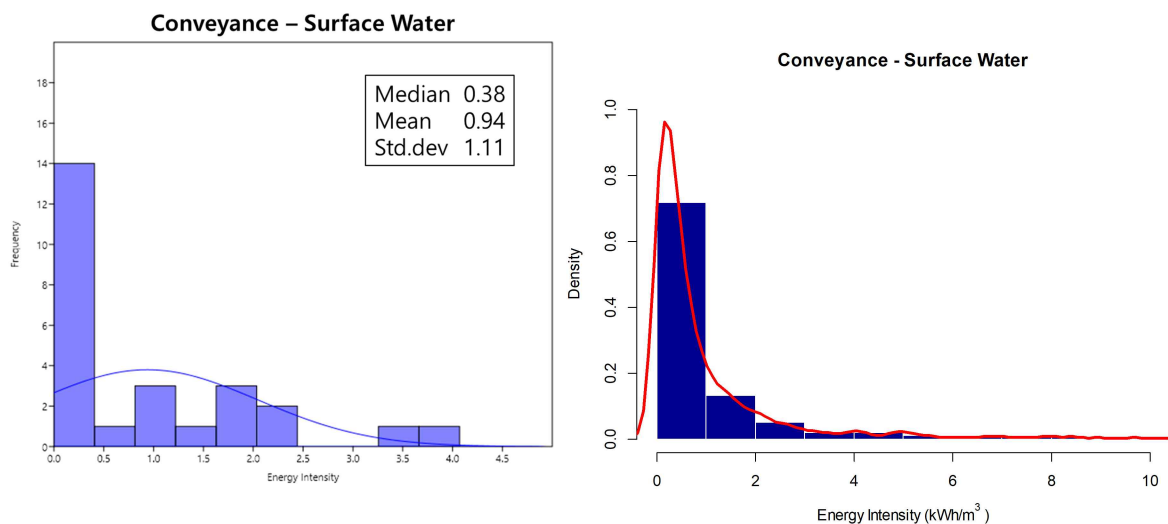 Conveyance – Surface Water
Median 0.38
Mean 0.94
Std.dev 1.11
18
16
14
12
10
8
6
4
2
0
Frequency
0.0 0.5 1.0 1.5 2.0 2.5 3.0 3.5 4.0 4.5
Energy Intensity
Conveyance - Surface Water
1.0
0.8
0.6
0.4
0.2
0.0
Density
0 2 4 6 8 10
Energy Intensity (kWh/m³ )